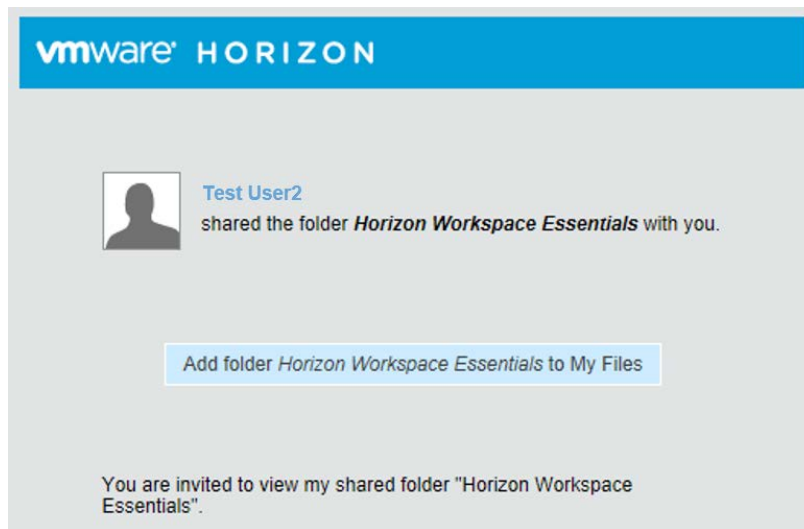 vmware® HORIZON
Test User2
shared the folder Horizon Workspace Essentials with you.
Add folder Horizon Workspace Essentials to My Files
You are invited to view my shared folder "Horizon Workspace
Essentials".